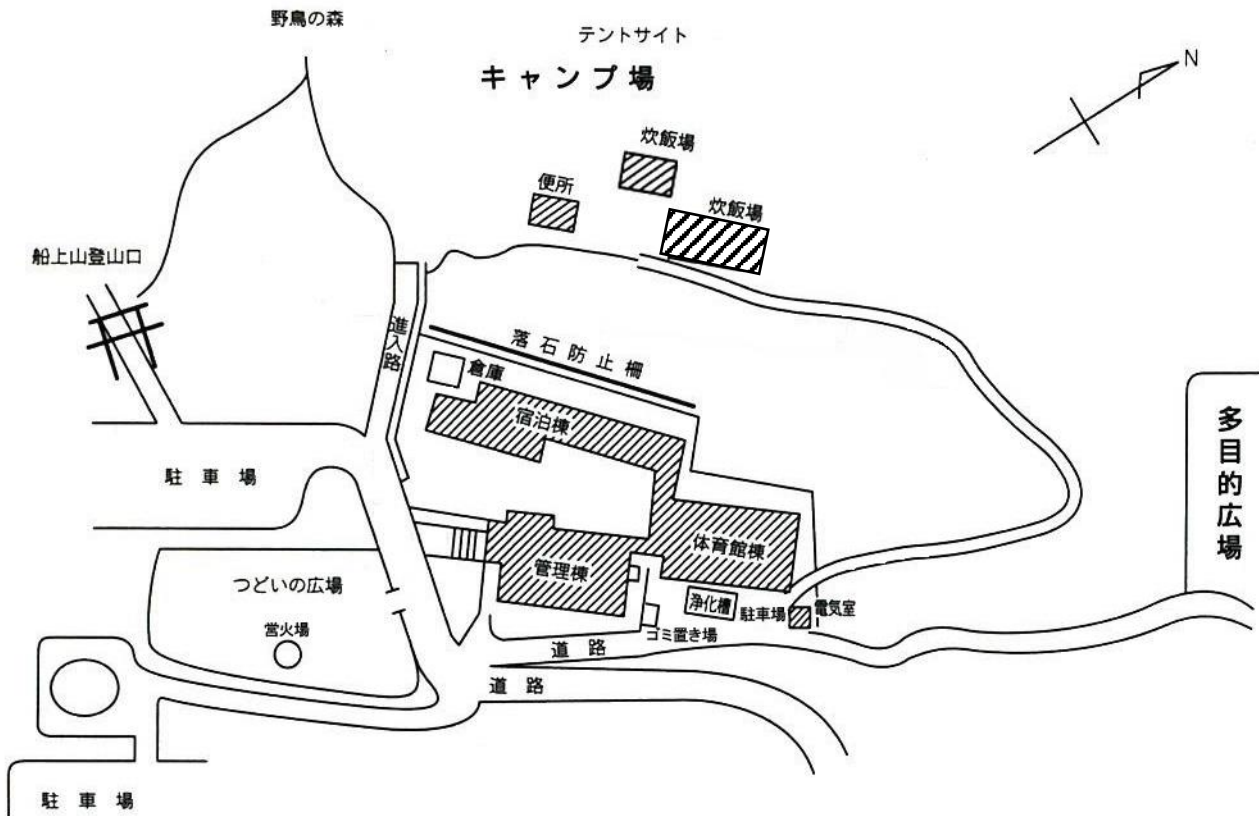 野鳥の森
テントサイト
キャンプ場
N
炊飯場
便所
炊飯場
船上山登山口
進入路
落石防止柵
倉庫
宿泊棟
多目的広場
駐車場
体育館棟
管理棟
つどいの広場
浄化槽
駐車場
電気室
営火場
ゴミ置き場
道路
道路
駐車場